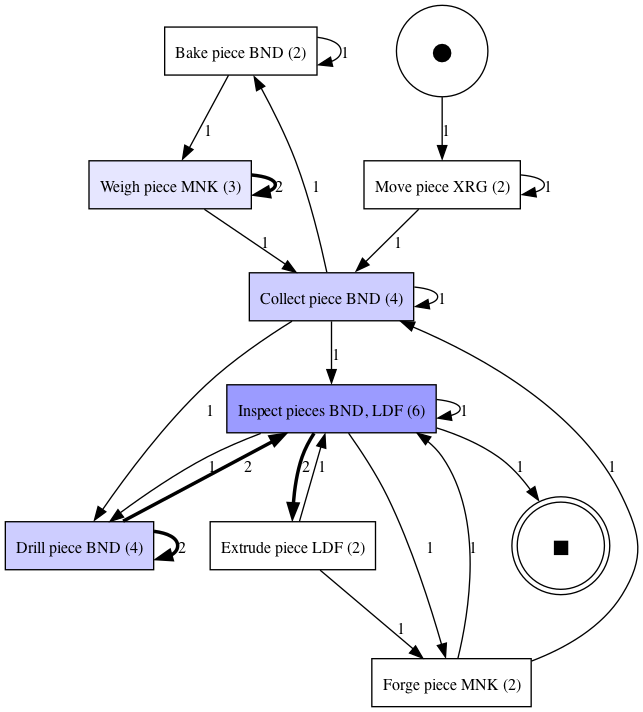 Bake piece BND (2)
1
1
1
Weigh piece MNK (3)
2
1
Move piece XRG (2)
1
1
1
Collect piece BND (4)
1
1
1
Inspect pieces BND, LDF (6)
1
1
2
2
1
1
1
1
1
Drill piece BND (4)
2
Extrude piece LDF (2)
1
Forge piece MNK (2)